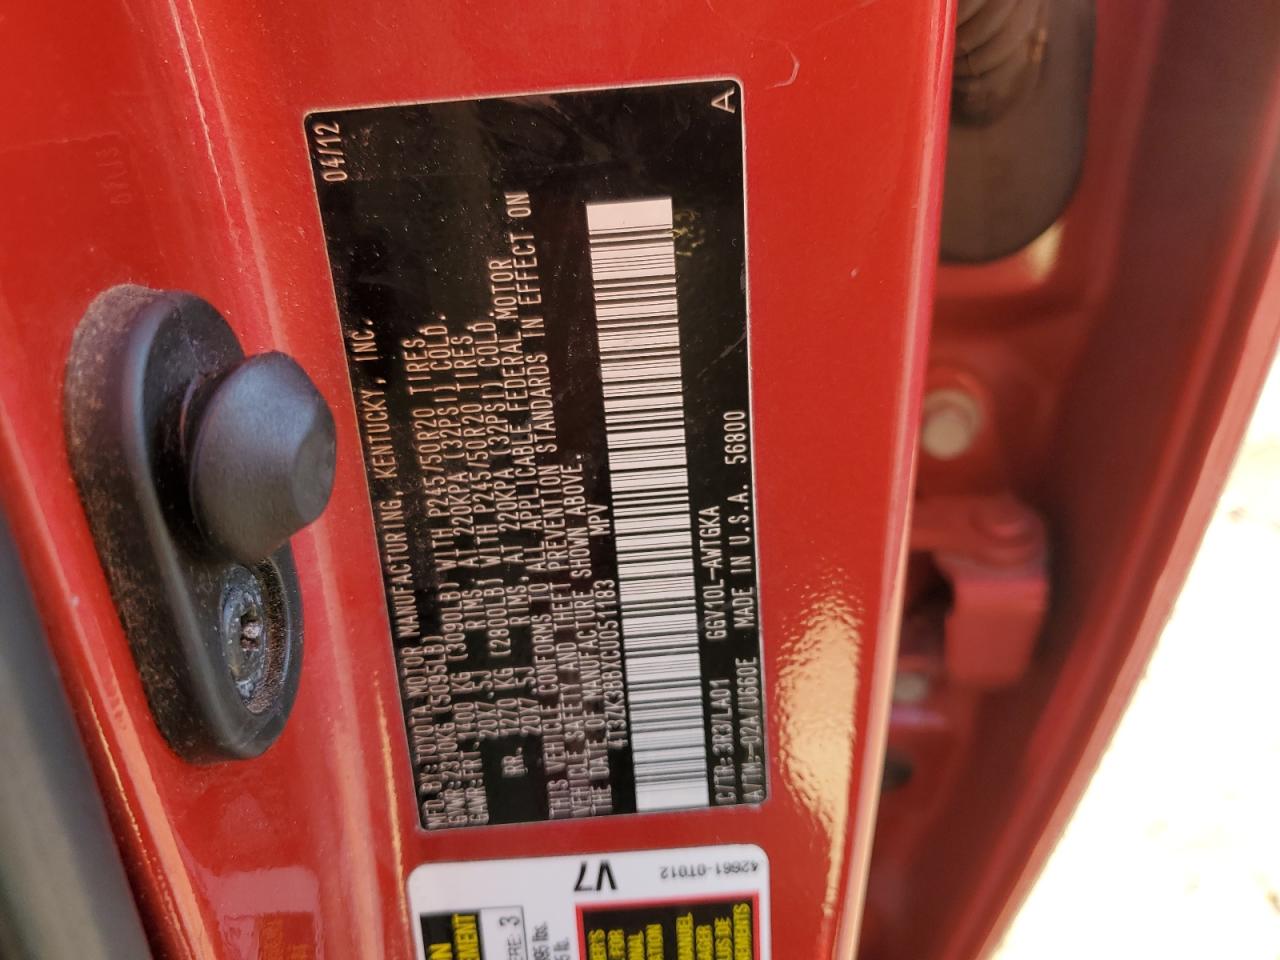 MFD BY:TOYOTA MOTOR MANUFACTURING, KENTUCKY, INC. 04/12
GVWR:2310KG (5095LB)
GAWR:FRT. 1400 KG (3090LB) WITH P245/50R20 TIRES,
20X7.5J RIMS, AT 220KPA (32PSI) COLD.
RR. 1270 KG (2800LB) WITH P245/50R20 TIRES
20X7.5J RIMS, AT 220KPA (32PSI) COLD
THIS VEHICLE CONFORMS TO ALL APPLICABLE FEDERAL MOTOR
VEHICLE SAFETY AND THEFT PREVENTION STANDARDS IN EFFECT ON
THE DATE OF MANUFACTURE SHOWN ABOVE.
4T3ZK3BBXCU051183 MPV
C/TR:3R3/LA01 GGV10L-AWTGKA
A/TM:-02A/U660E MADE IN U.S.A. 56800 A
V7
42661-0T012